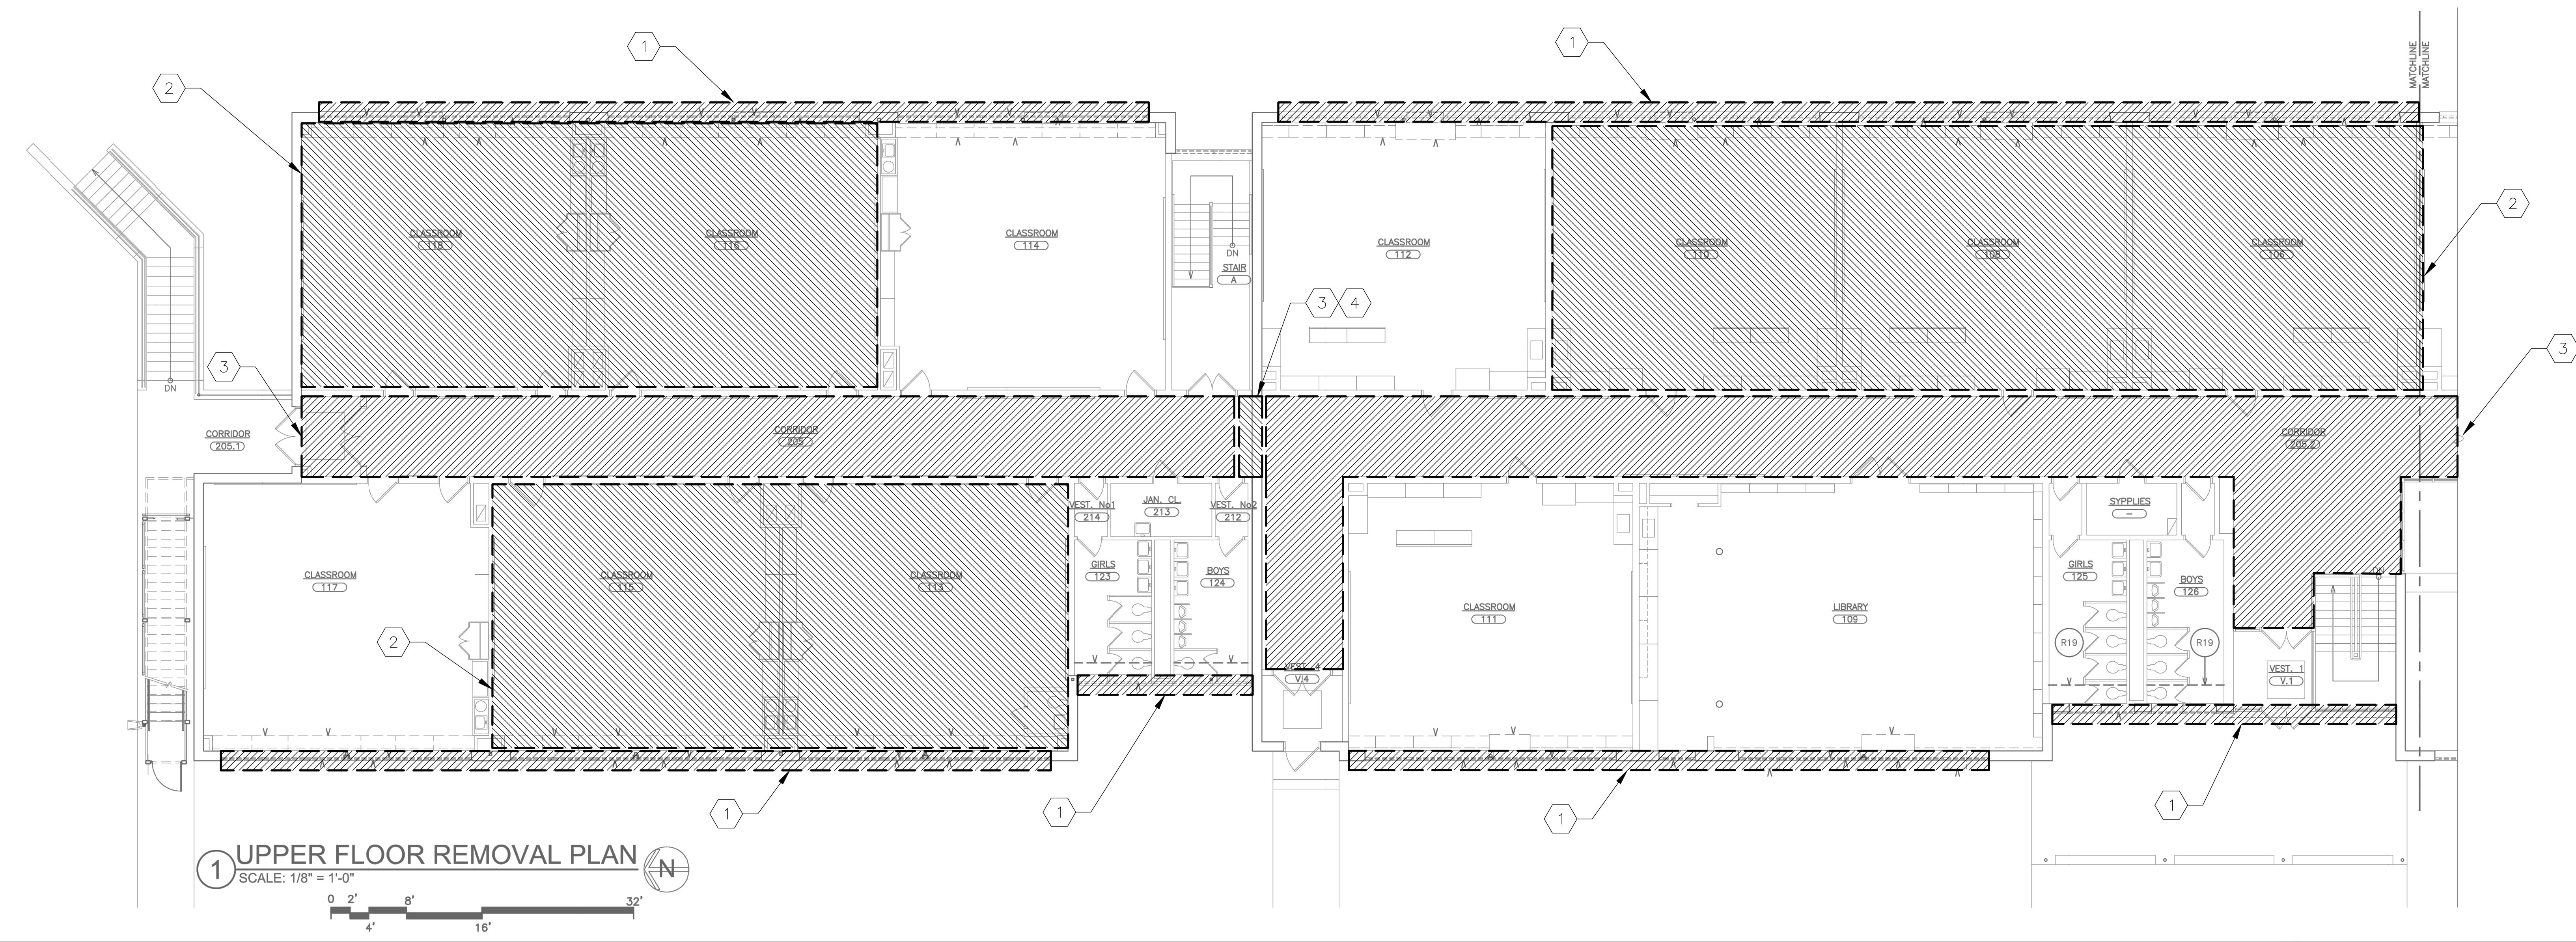 1
1
MATCHLINE
MATCHLINE
2
2
CLASSROOM
118
CLASSROOM
116
CLASSROOM
114
DN
STAIR
A
CLASSROOM
112
CLASSROOM
110
CLASSROOM
108
CLASSROOM
106
3 4
3
3
DN
CORRIDOR
205.1
CORRIDOR
205
CORRIDOR
205.2
VEST. No1
214
JAN. CL.
213
VEST. No2
212
SYPPLIES
-
CLASSROOM
117
CLASSROOM
115
CLASSROOM
113
GIRLS
123
BOYS
124
CLASSROOM
111
LIBRARY
109
GIRLS
125
BOYS
126
DN
2
R19
R19
VEST. 4
V.4
VEST. 1
V.1
1
1
1
1
1 UPPER FLOOR REMOVAL PLAN
SCALE: 1/8" = 1'-0"
N
0 2' 8' 32'
4' 16'